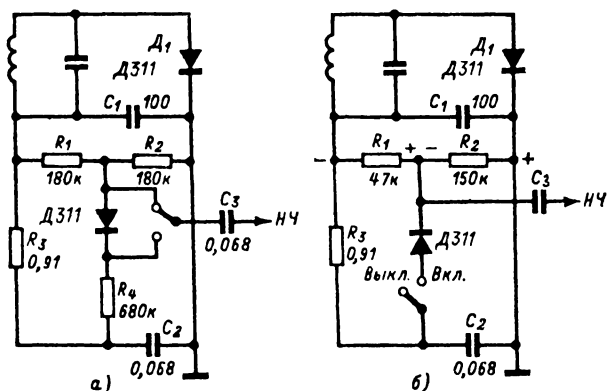 Д1
Д311
C1 100
R1
180к
R2
180к
Д311
C3
0,068
НЧ
R3
0,91
R4
680к
C2
0,068
а)
Д1
Д311
C1 100
- R1 + - R2 +
47к
150к
C3
НЧ
R3
0,91
Д311
Выкл.
Вкл.
C2
0,068
б)